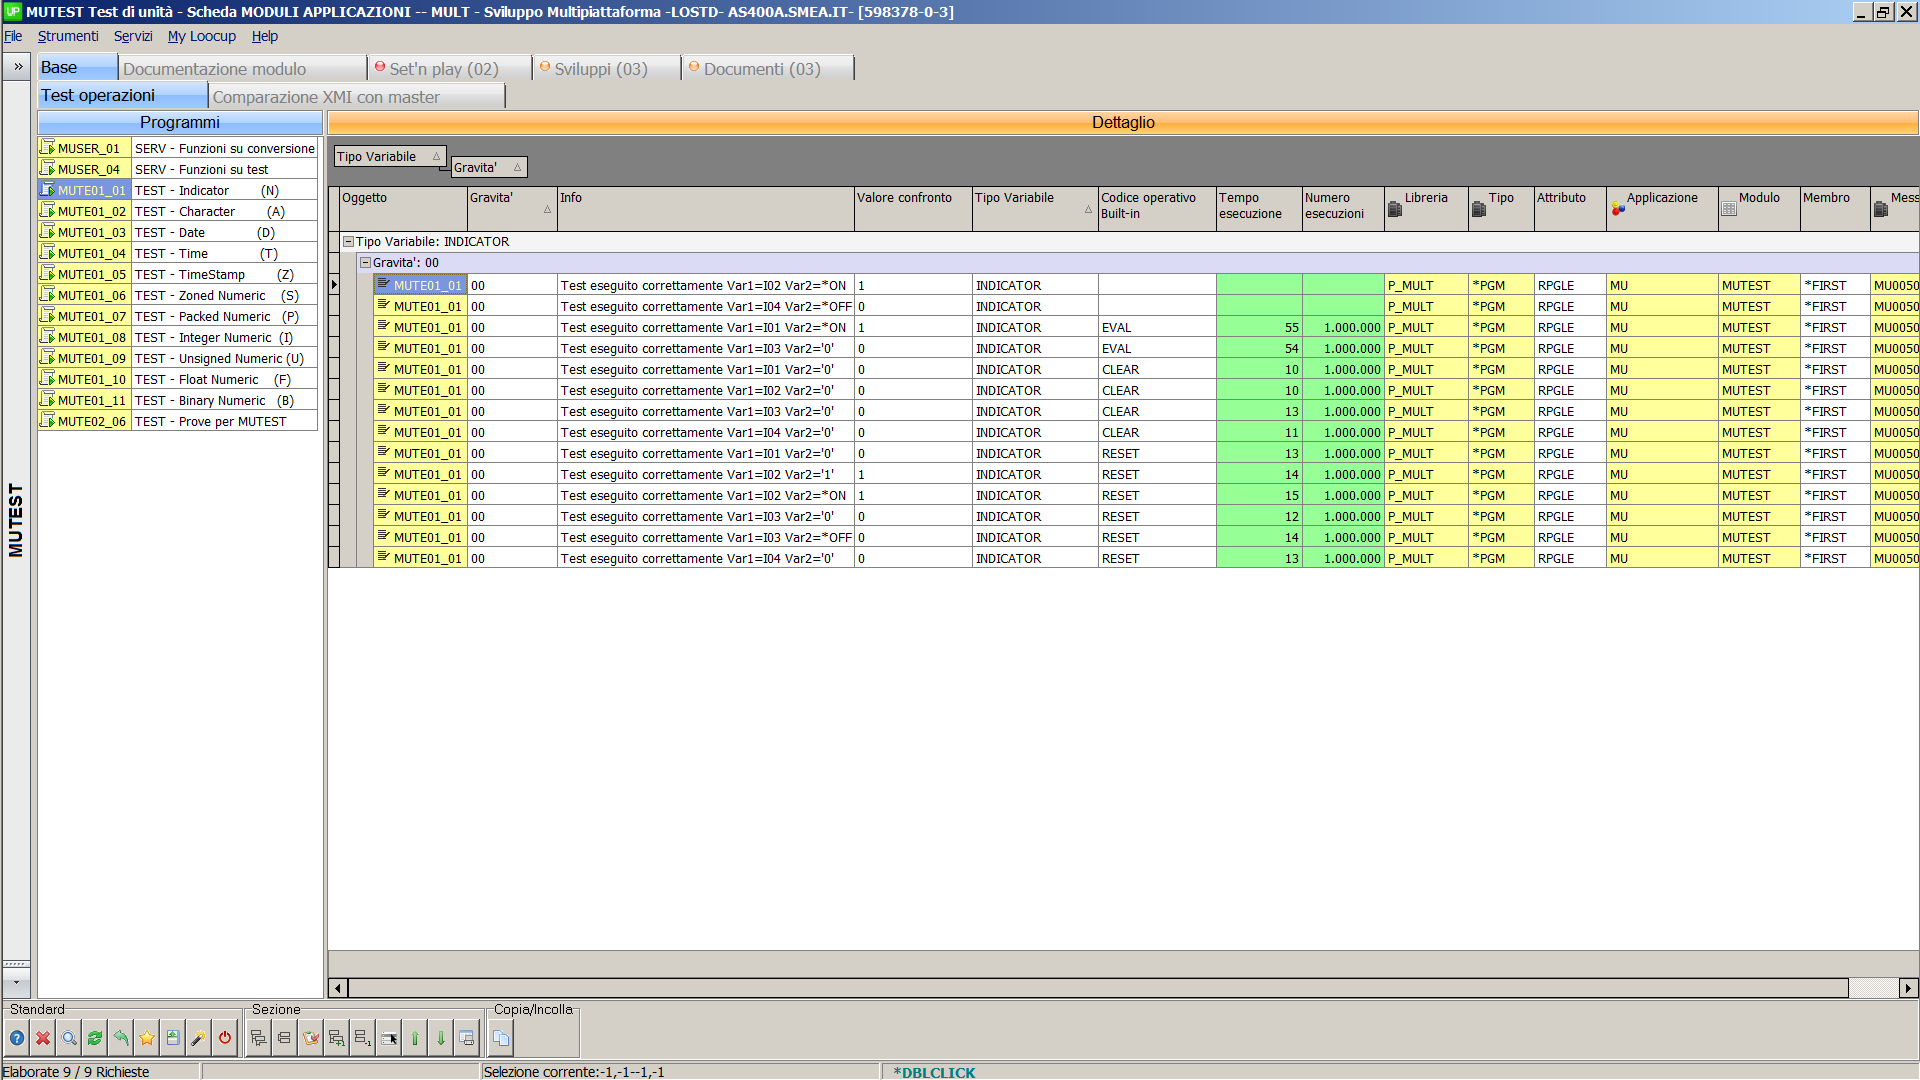 UP MUTEST Test di unità - Scheda MODULI APPLICAZIONI -- MULT - Sviluppo Multipiattaforma -LOSTD- AS400A.SMEA.IT- [598378-0-3]
File Strumenti Servizi My Loocup Help
» Base Documentazione modulo Set'n play (02) Sviluppi (03) Documenti (03)
Test operazioni Comparazione XMI con master
Programmi
MUSER_01 SERV - Funzioni su conversione
MUSER_04 SERV - Funzioni su test
MUTE01_01 TEST - Indicator (N)
MUTE01_02 TEST - Character (A)
MUTE01_03 TEST - Date (D)
MUTE01_04 TEST - Time (T)
MUTE01_05 TEST - TimeStamp (Z)
MUTE01_06 TEST - Zoned Numeric (S)
MUTE01_07 TEST - Packed Numeric (P)
MUTE01_08 TEST - Integer Numeric (I)
MUTE01_09 TEST - Unsigned Numeric (U)
MUTE01_10 TEST - Float Numeric (F)
MUTE01_11 TEST - Binary Numeric (B)
MUTE02_06 TEST - Prove per MUTEST
MUTEST
Dettaglio
Tipo Variabile
Gravita'
Oggetto Gravita' Info Valore confronto Tipo Variabile Codice operativo Built-in Tempo esecuzione Numero esecuzioni Libreria Tipo Attributo Applicazione Modulo Membro Mess
Tipo Variabile: INDICATOR
Gravita': 00
MUTE01_01 00 Test eseguito correttamente Var1=I02 Var2=*ON 1 INDICATOR P_MULT *PGM RPGLE MU MUTEST *FIRST MU0050
MUTE01_01 00 Test eseguito correttamente Var1=I04 Var2=*OFF 0 INDICATOR P_MULT *PGM RPGLE MU MUTEST *FIRST MU0050
MUTE01_01 00 Test eseguito correttamente Var1=I01 Var2=*ON 1 INDICATOR EVAL 55 1.000.000 P_MULT *PGM RPGLE MU MUTEST *FIRST MU0050
MUTE01_01 00 Test eseguito correttamente Var1=I03 Var2='0' 0 INDICATOR EVAL 54 1.000.000 P_MULT *PGM RPGLE MU MUTEST *FIRST MU0050
MUTE01_01 00 Test eseguito correttamente Var1=I01 Var2='0' 0 INDICATOR CLEAR 10 1.000.000 P_MULT *PGM RPGLE MU MUTEST *FIRST MU0050
MUTE01_01 00 Test eseguito correttamente Var1=I02 Var2='0' 0 INDICATOR CLEAR 10 1.000.000 P_MULT *PGM RPGLE MU MUTEST *FIRST MU0050
MUTE01_01 00 Test eseguito correttamente Var1=I03 Var2='0' 0 INDICATOR CLEAR 13 1.000.000 P_MULT *PGM RPGLE MU MUTEST *FIRST MU0050
MUTE01_01 00 Test eseguito correttamente Var1=I04 Var2='0' 0 INDICATOR CLEAR 11 1.000.000 P_MULT *PGM RPGLE MU MUTEST *FIRST MU0050
MUTE01_01 00 Test eseguito correttamente Var1=I01 Var2='0' 0 INDICATOR RESET 13 1.000.000 P_MULT *PGM RPGLE MU MUTEST *FIRST MU0050
MUTE01_01 00 Test eseguito correttamente Var1=I02 Var2='1' 1 INDICATOR RESET 14 1.000.000 P_MULT *PGM RPGLE MU MUTEST *FIRST MU0050
MUTE01_01 00 Test eseguito correttamente Var1=I02 Var2=*ON 1 INDICATOR RESET 15 1.000.000 P_MULT *PGM RPGLE MU MUTEST *FIRST MU0050
MUTE01_01 00 Test eseguito correttamente Var1=I03 Var2='0' 0 INDICATOR RESET 12 1.000.000 P_MULT *PGM RPGLE MU MUTEST *FIRST MU0050
MUTE01_01 00 Test eseguito correttamente Var1=I03 Var2=*OFF 0 INDICATOR RESET 14 1.000.000 P_MULT *PGM RPGLE MU MUTEST *FIRST MU0050
MUTE01_01 00 Test eseguito correttamente Var1=I04 Var2='0' 0 INDICATOR RESET 13 1.000.000 P_MULT *PGM RPGLE MU MUTEST *FIRST MU0050
Standard Sezione Copia/Incolla
Elaborate 9 / 9 Richieste Selezione corrente:-1,-1--1,-1 *DBLCLICK